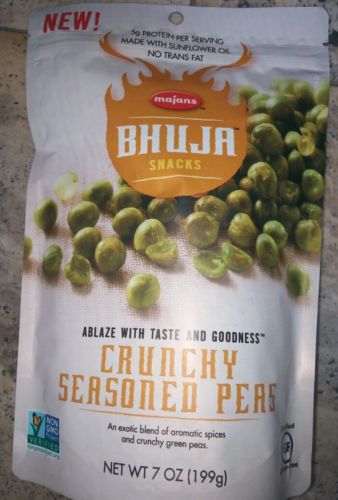 NEW!
5g PROTEIN PER SERVING
MADE WITH SUNFLOWER OIL
NO TRANS FAT
majans
BHUJA™
SNACKS
ABLAZE WITH TASTE AND GOODNESS™
CRUNCHY
SEASONED PEAS
An exotic blend of aromatic spices
and crunchy green peas.
NON
GMO
VERIFIED
GF
NET WT 7 OZ (199g)